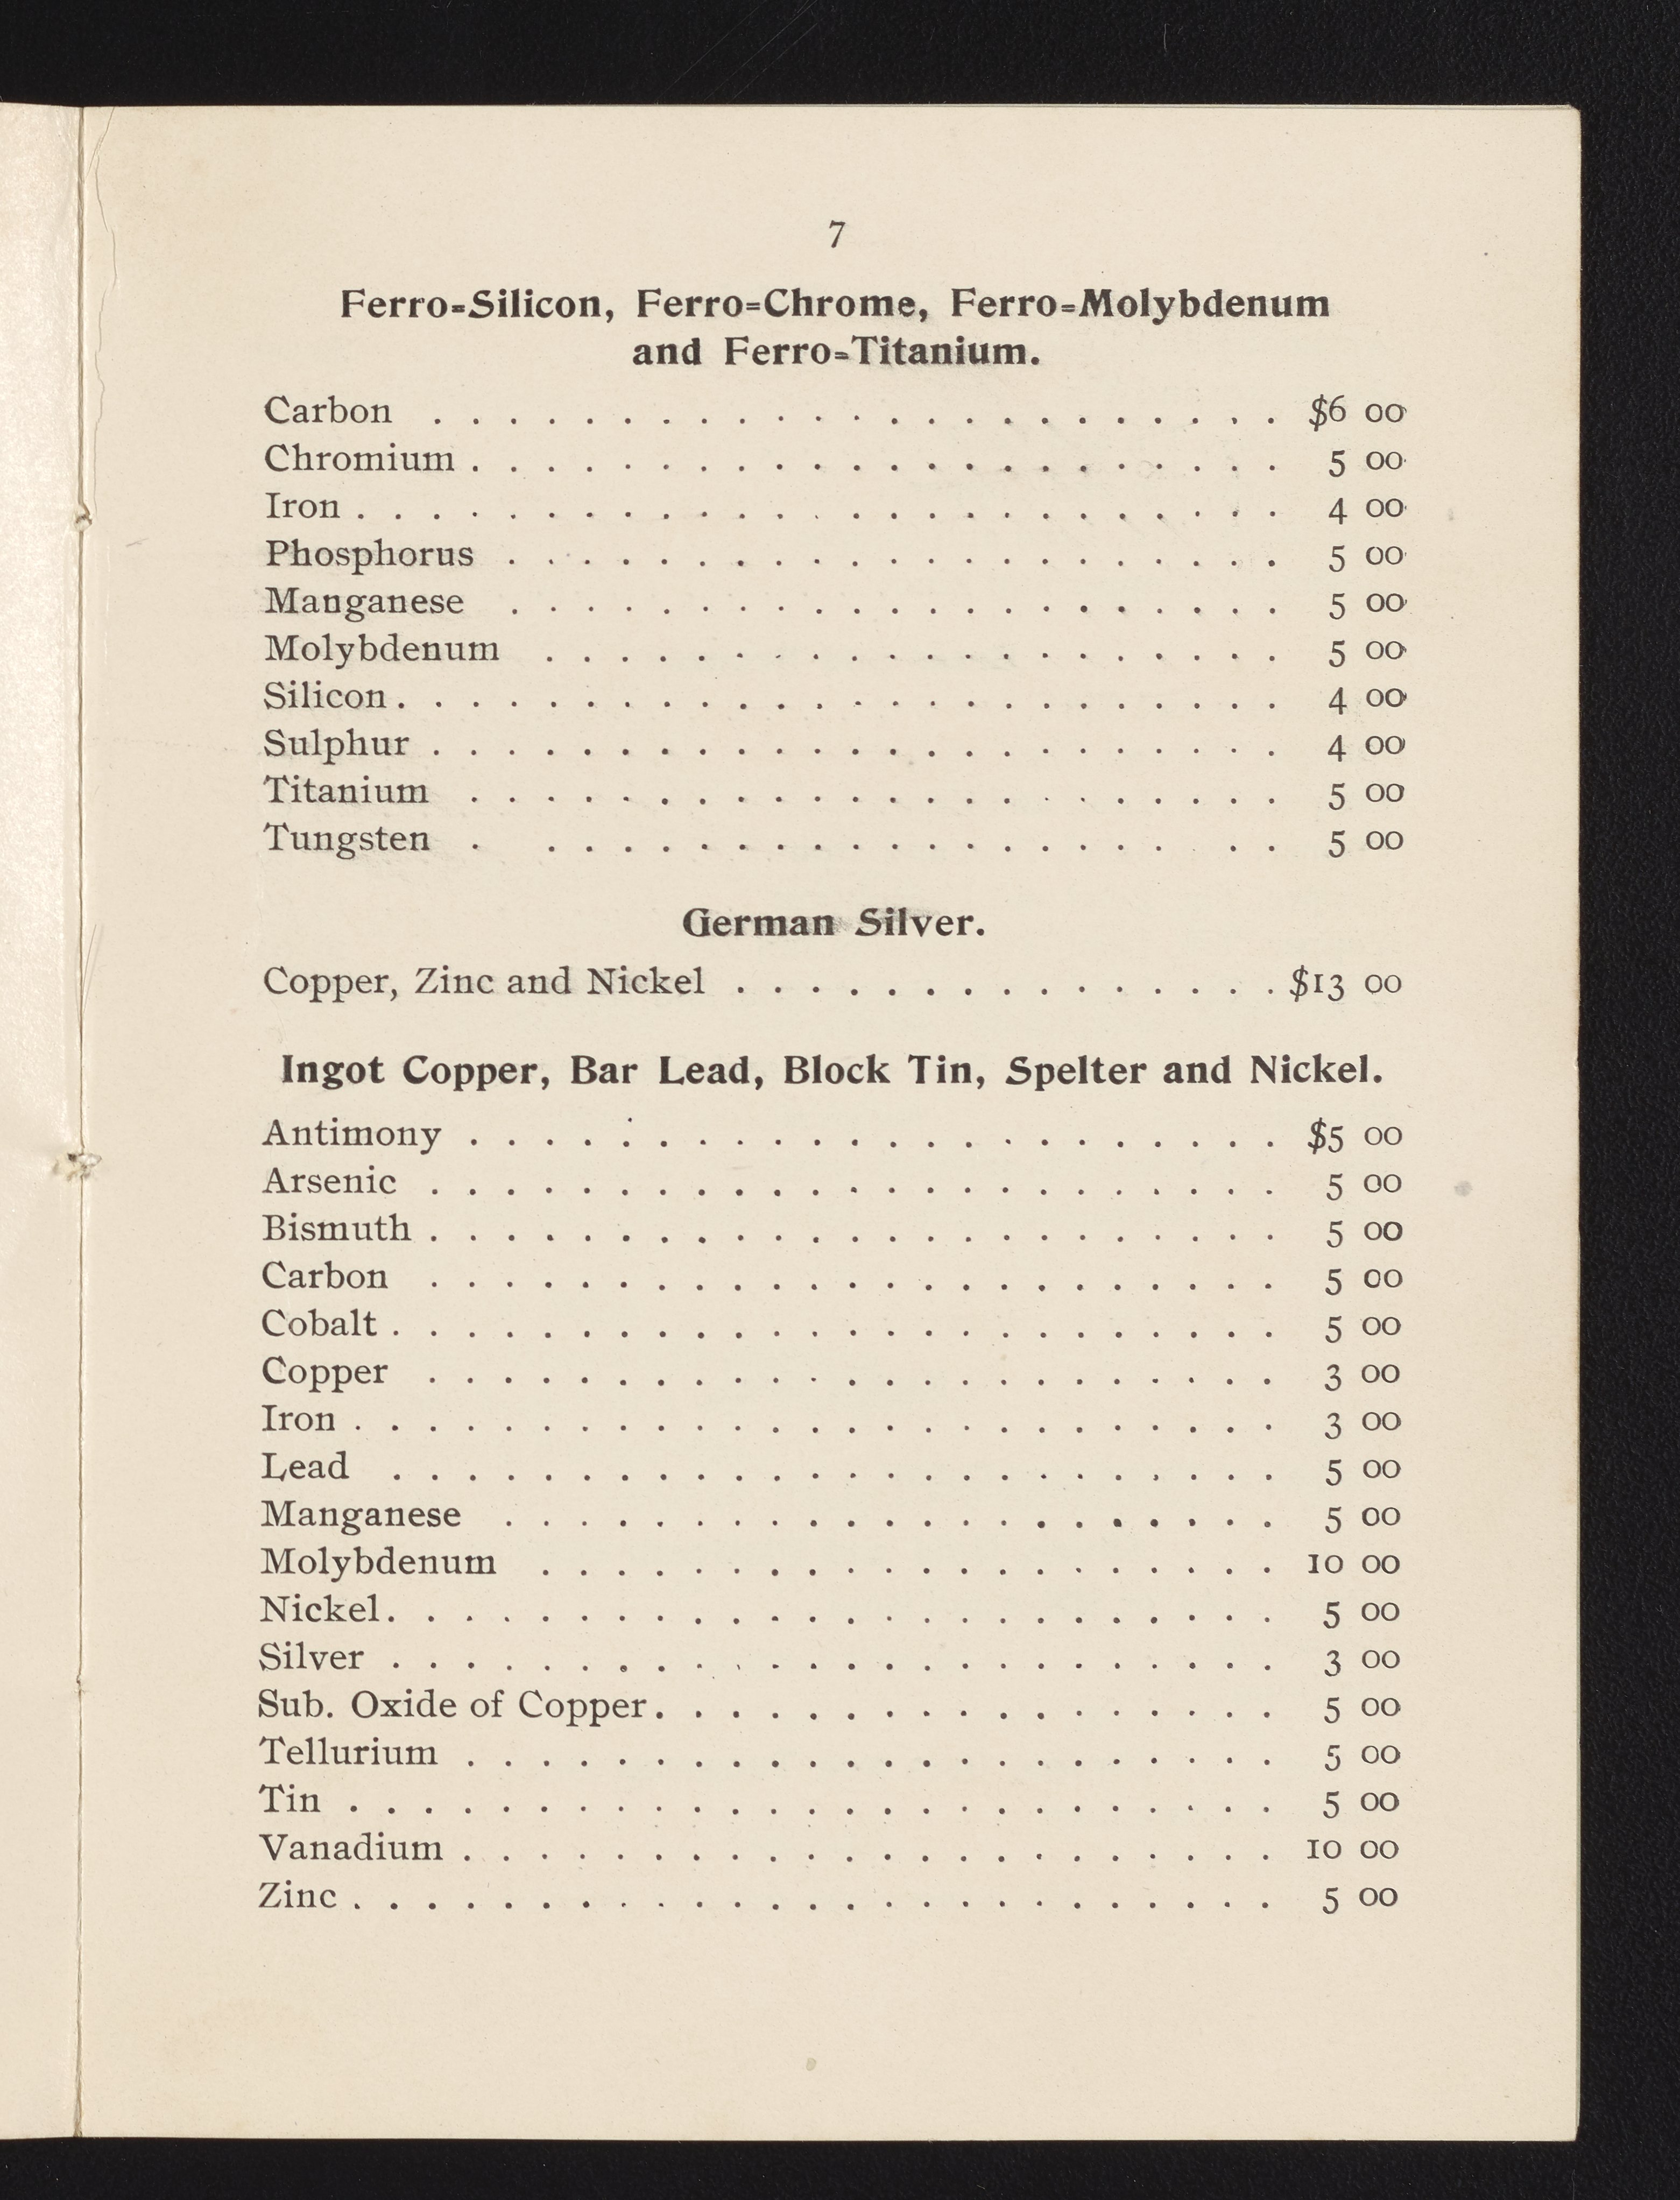 7
Ferro=Silicon, Ferro=Chrome, Ferro=Molybdenum
and Ferro=Titanium.
Carbon . . . . . . . . . . . . . . . . . . . . . . . $6 00
Chromium . . . . . . . . . . . . . . . . . . . . . . 5 00
Iron . . . . . . . . . . . . . . . . . . . . . . . . . 4 00
Phosphorus . . . . . . . . . . . . . . . . . . . . . 5 00
Manganese . . . . . . . . . . . . . . . . . . . . . 5 00
Molybdenum . . . . . . . . . . . . . . . . . . . . 5 00
Silicon . . . . . . . . . . . . . . . . . . . . . . . . 4 00
Sulphur . . . . . . . . . . . . . . . . . . . . . . . 4 00
Titanium . . . . . . . . . . . . . . . . . . . . . . 5 00
Tungsten . . . . . . . . . . . . . . . . . . . . 5 00
German Silver.
Copper, Zinc and Nickel . . . . . . . . . . . . . . $13 00
Ingot Copper, Bar Lead, Block Tin, Spelter and Nickel.
Antimony . . . . . . . . . . . . . . . . . . . . . . $5 00
Arsenic . . . . . . . . . . . . . . . . . . . . . . . 5 00
Bismuth . . . . . . . . . . . . . . . . . . . . . . . 5 00
Carbon . . . . . . . . . . . . . . . . . . . . . . . 5 00
Cobalt . . . . . . . . . . . . . . . . . . . . . . . . 5 00
Copper . . . . . . . . . . . . . . . . . . . . . . . 3 00
Iron . . . . . . . . . . . . . . . . . . . . . . . . . 3 00
Lead . . . . . . . . . . . . . . . . . . . . . . . . 5 00
Manganese . . . . . . . . . . . . . . . . . . . . . 5 00
Molybdenum . . . . . . . . . . . . . . . . . . . . 10 00
Nickel . . . . . . . . . . . . . . . . . . . . . . . . 5 00
Silver . . . . . . . . . . . . . . . . . . . . . . . . 3 00
Sub. Oxide of Copper . . . . . . . . . . . . . . . . . 5 00
Tellurium . . . . . . . . . . . . . . . . . . . . . . 5 00
Tin . . . . . . . . . . . . . . . . . . . . . . . . . 5 00
Vanadium . . . . . . . . . . . . . . . . . . . . . . 10 00
Zinc . . . . . . . . . . . . . . . . . . . . . . . . . 5 00